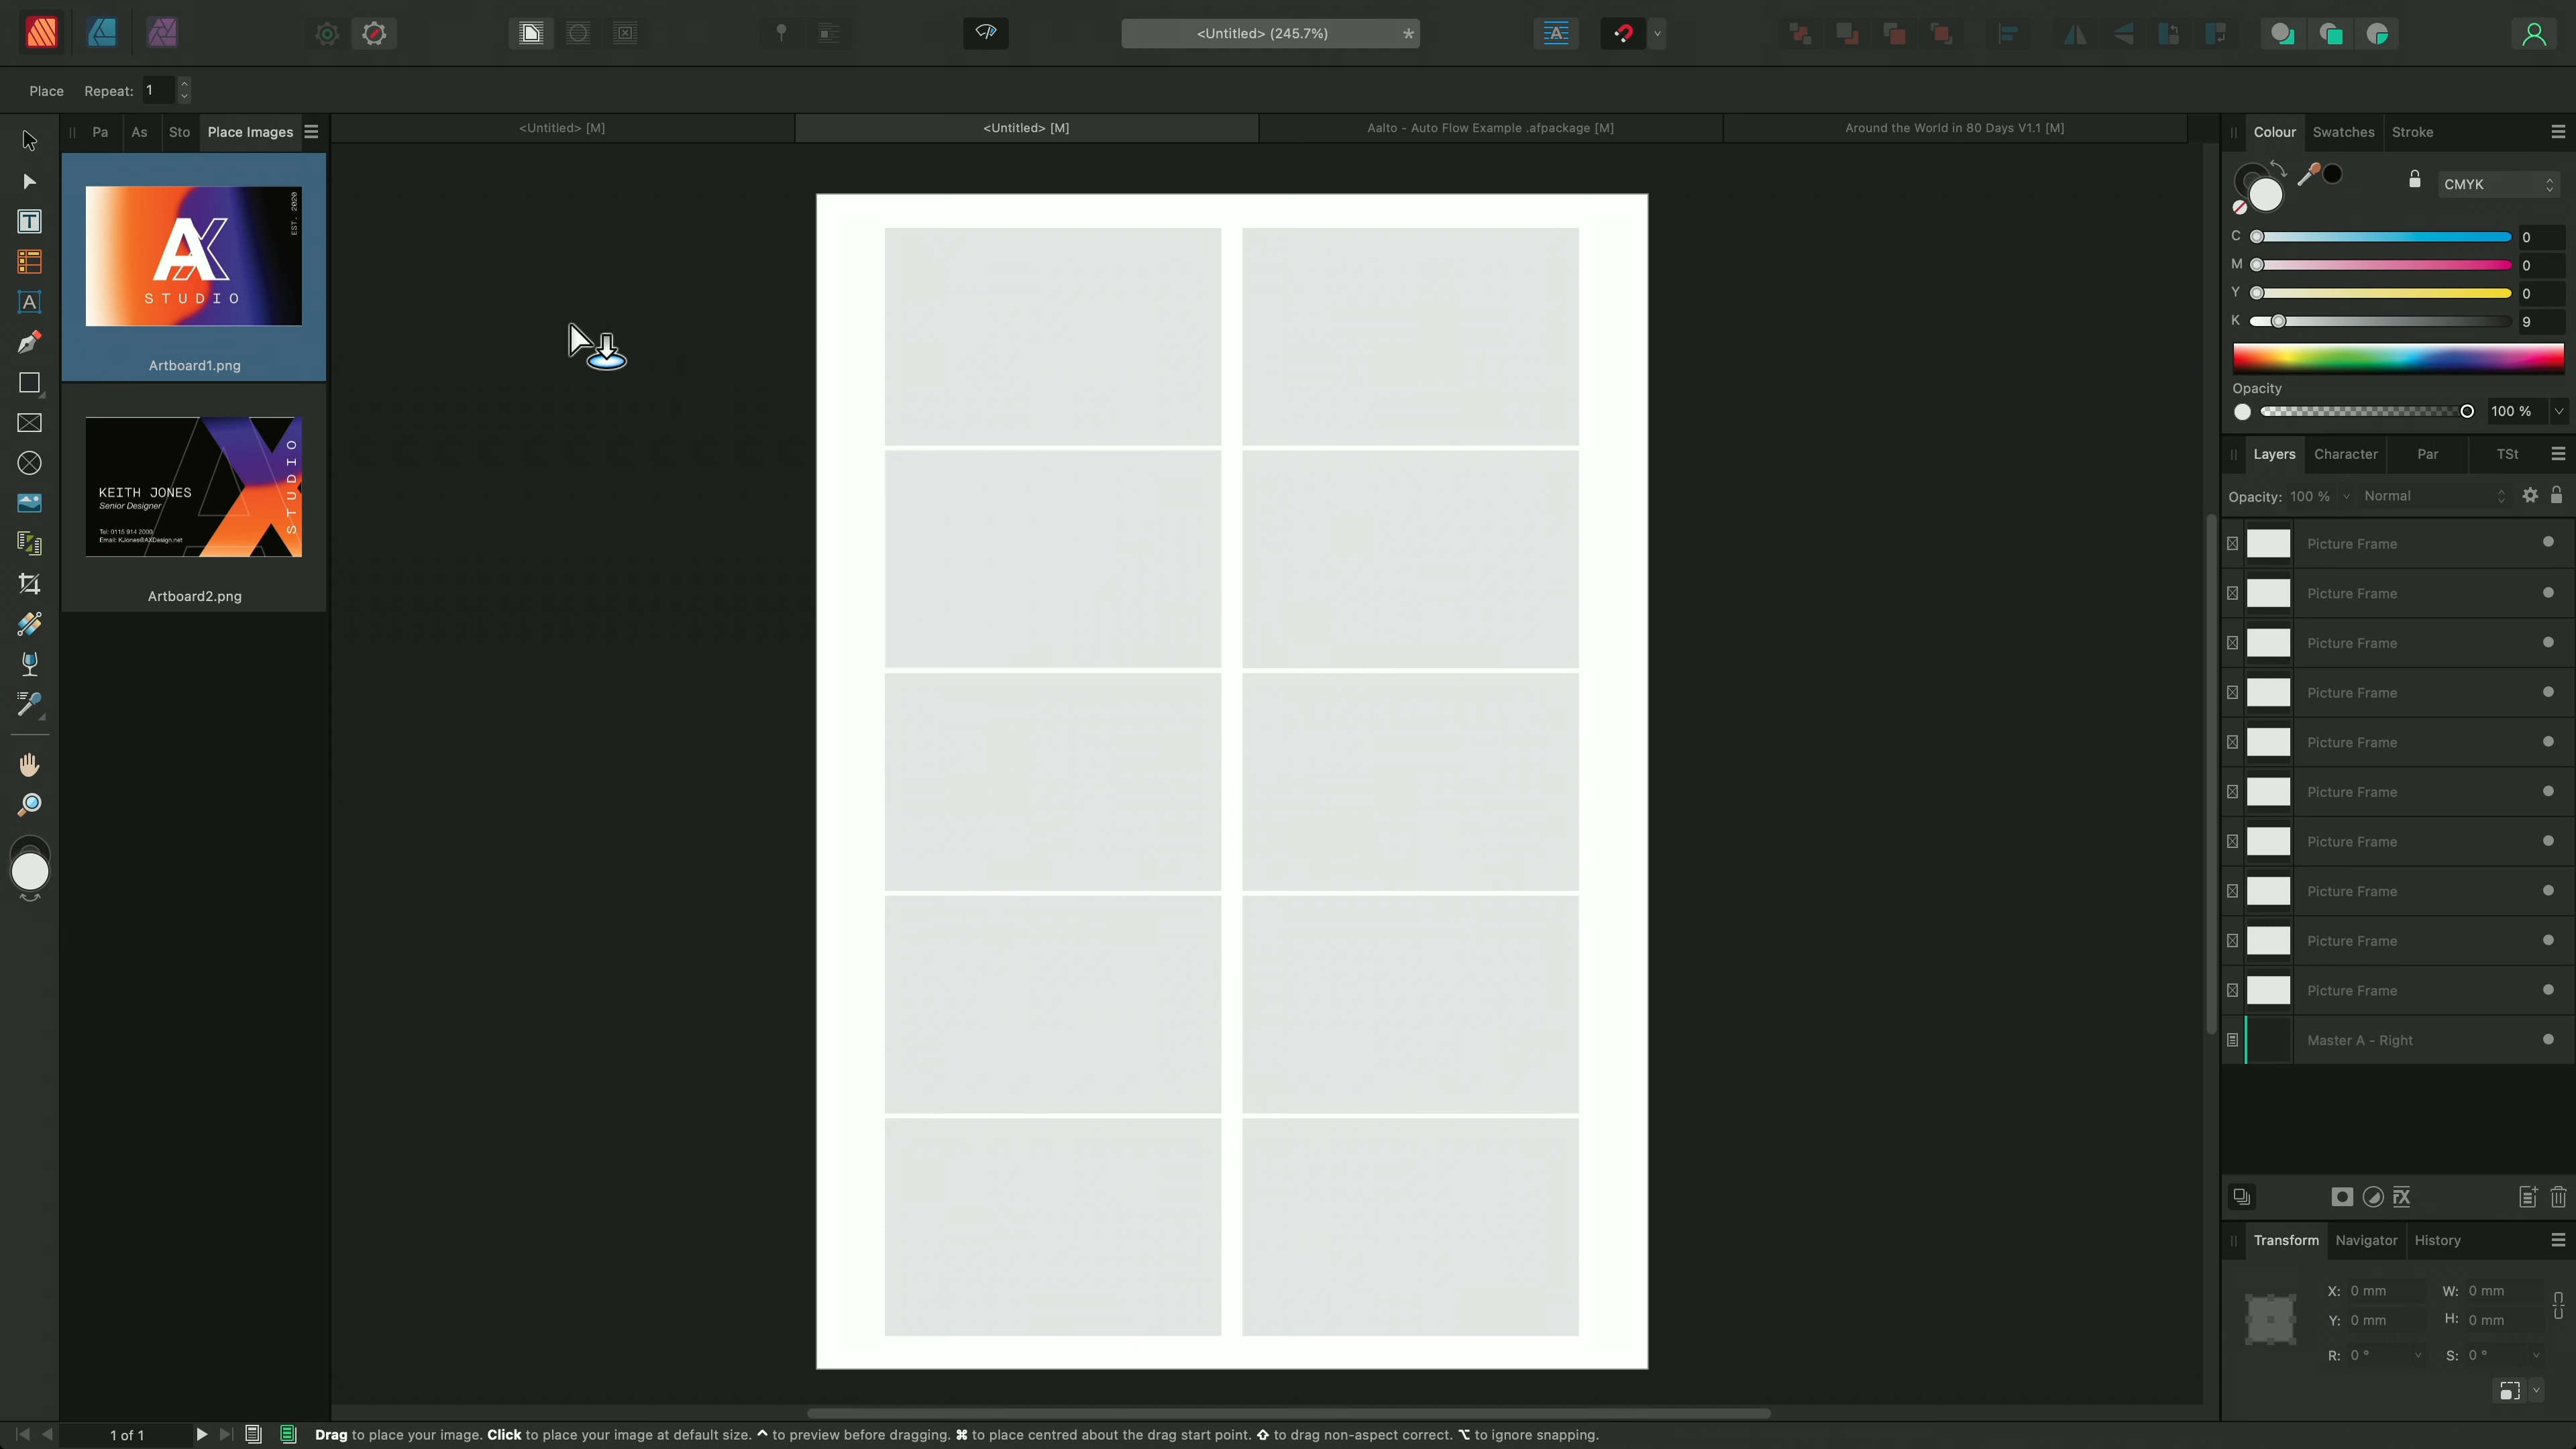 <Untitled> (245.7%) *
Place Repeat: 1
Pa As Sto Place Images
<Untitled> [M]
<Untitled> [M]
Aalto - Auto Flow Example .afpackage [M]
Around the World in 80 Days V1.1 [M]
AX
STUDIO
EST. 2020
Artboard1.png
KEITH JONES
Senior Designer
Tel: 0115 914 2000
Email: KJones@AXDesign.net
STUDIO
Artboard2.png
Colour Swatches Stroke
CMYK
C 0
M 0
Y 0
K 9
Opacity
100 %
Layers Character Par TSt
Opacity: 100 % Normal
Picture Frame
Picture Frame
Picture Frame
Picture Frame
Picture Frame
Picture Frame
Picture Frame
Picture Frame
Picture Frame
Picture Frame
Master A - Right
Transform Navigator History
X: 0 mm W: 0 mm
Y: 0 mm H: 0 mm
R: 0 ° S: 0 °
1 of 1
Drag to place your image. Click to place your image at default size. ⌃ to preview before dragging. ⌘ to place centred about the drag start point. ⇧ to drag non-aspect correct. ⌥ to ignore snapping.